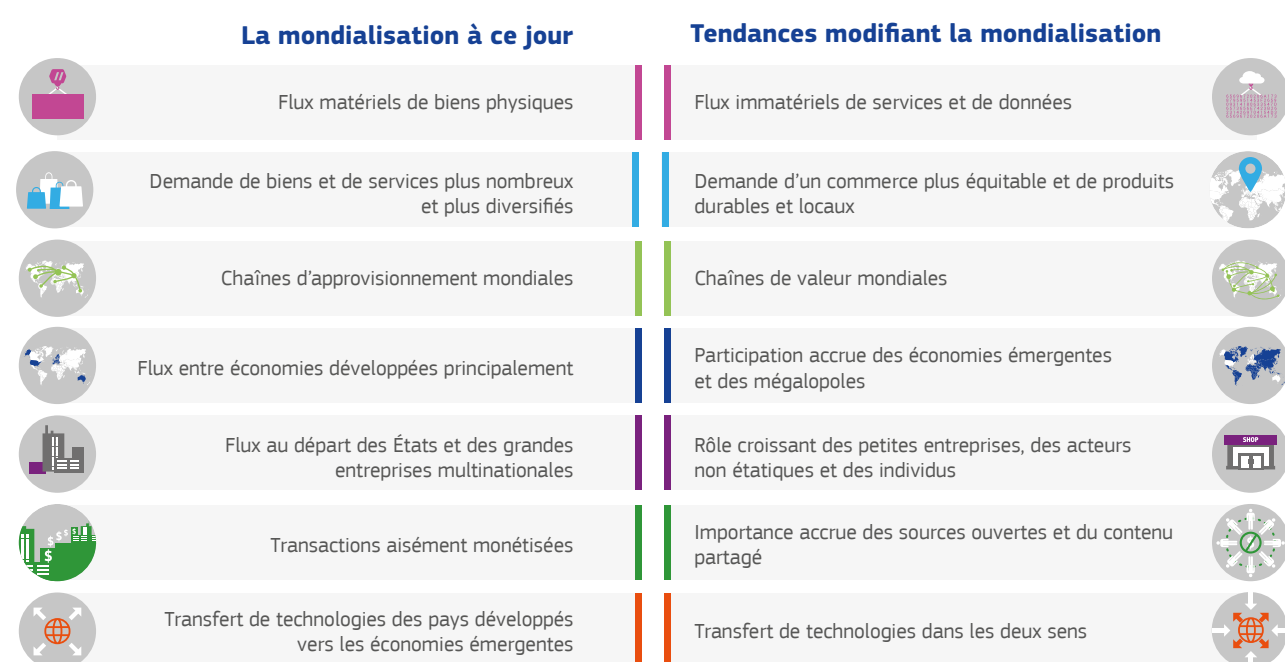 La mondialisation à ce jour
Tendances modifiant la mondialisation
Flux matériels de biens physiques
Flux immatériels de services et de données
Demande de biens et de services plus nombreux
et plus diversifiés
Demande d'un commerce plus équitable et de produits
durables et locaux
Chaînes d'approvisionnement mondiales
Chaînes de valeur mondiales
Flux entre économies développées principalement
Participation accrue des économies émergentes
et des mégalopoles
Flux au départ des États et des grandes
entreprises multinationales
Rôle croissant des petites entreprises, des acteurs
non étatiques et des individus
SHOP
Transactions aisément monétisées
$ $ $ $
Importance accrue des sources ouvertes et du contenu
partagé
Transfert de technologies des pays développés
vers les économies émergentes
Transfert de technologies dans les deux sens